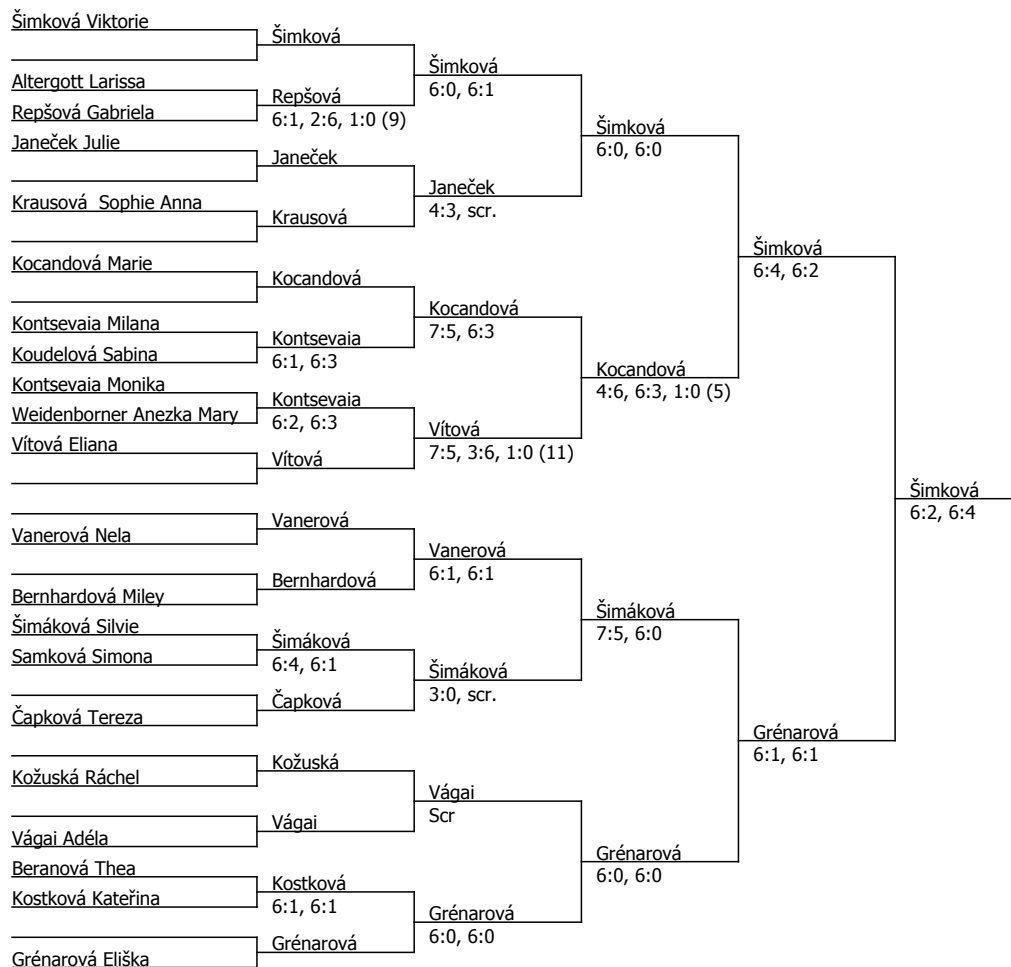 Šimková Viktorie
Šimková
Šimková
6:0, 6:1
Altergott Larissa
Repšová
6:1, 2:6, 1:0 (9)
Repšová Gabriela
Šimková
6:0, 6:0
Janeček Julie
Janeček
Janeček
4:3, scr.
Krausová  Sophie Anna
Krausová
Šimková
6:4, 6:2
Kocandová Marie
Kocandová
Kocandová
7:5, 6:3
Kontsevaia Milana
Kontsevaia
6:1, 6:3
Koudelová Sabina
Kocandová
4:6, 6:3, 1:0 (5)
Kontsevaia Monika
Kontsevaia
6:2, 6:3
Weidenborner Anezka Mary
Vítová
7:5, 3:6, 1:0 (11)
Vítová Eliana
Vítová
Šimková
6:2, 6:4
Vanerová
Vanerová Nela
Vanerová
6:1, 6:1
Bernhardová
Bernhardová Miley
Šimáková
7:5, 6:0
Šimáková Silvie
Šimáková
6:4, 6:1
Samková Simona
Šimáková
3:0, scr.
Čapková
Čapková Tereza
Grénarová
6:1, 6:1
Kožuská
Kožuská Ráchel
Vágai
Scr
Vágai
Vágai Adéla
Grénarová
6:0, 6:0
Beranová Thea
Kostková
6:1, 6:1
Kostková Kateřina
Grénarová
6:0, 6:0
Grénarová
Grénarová Eliška